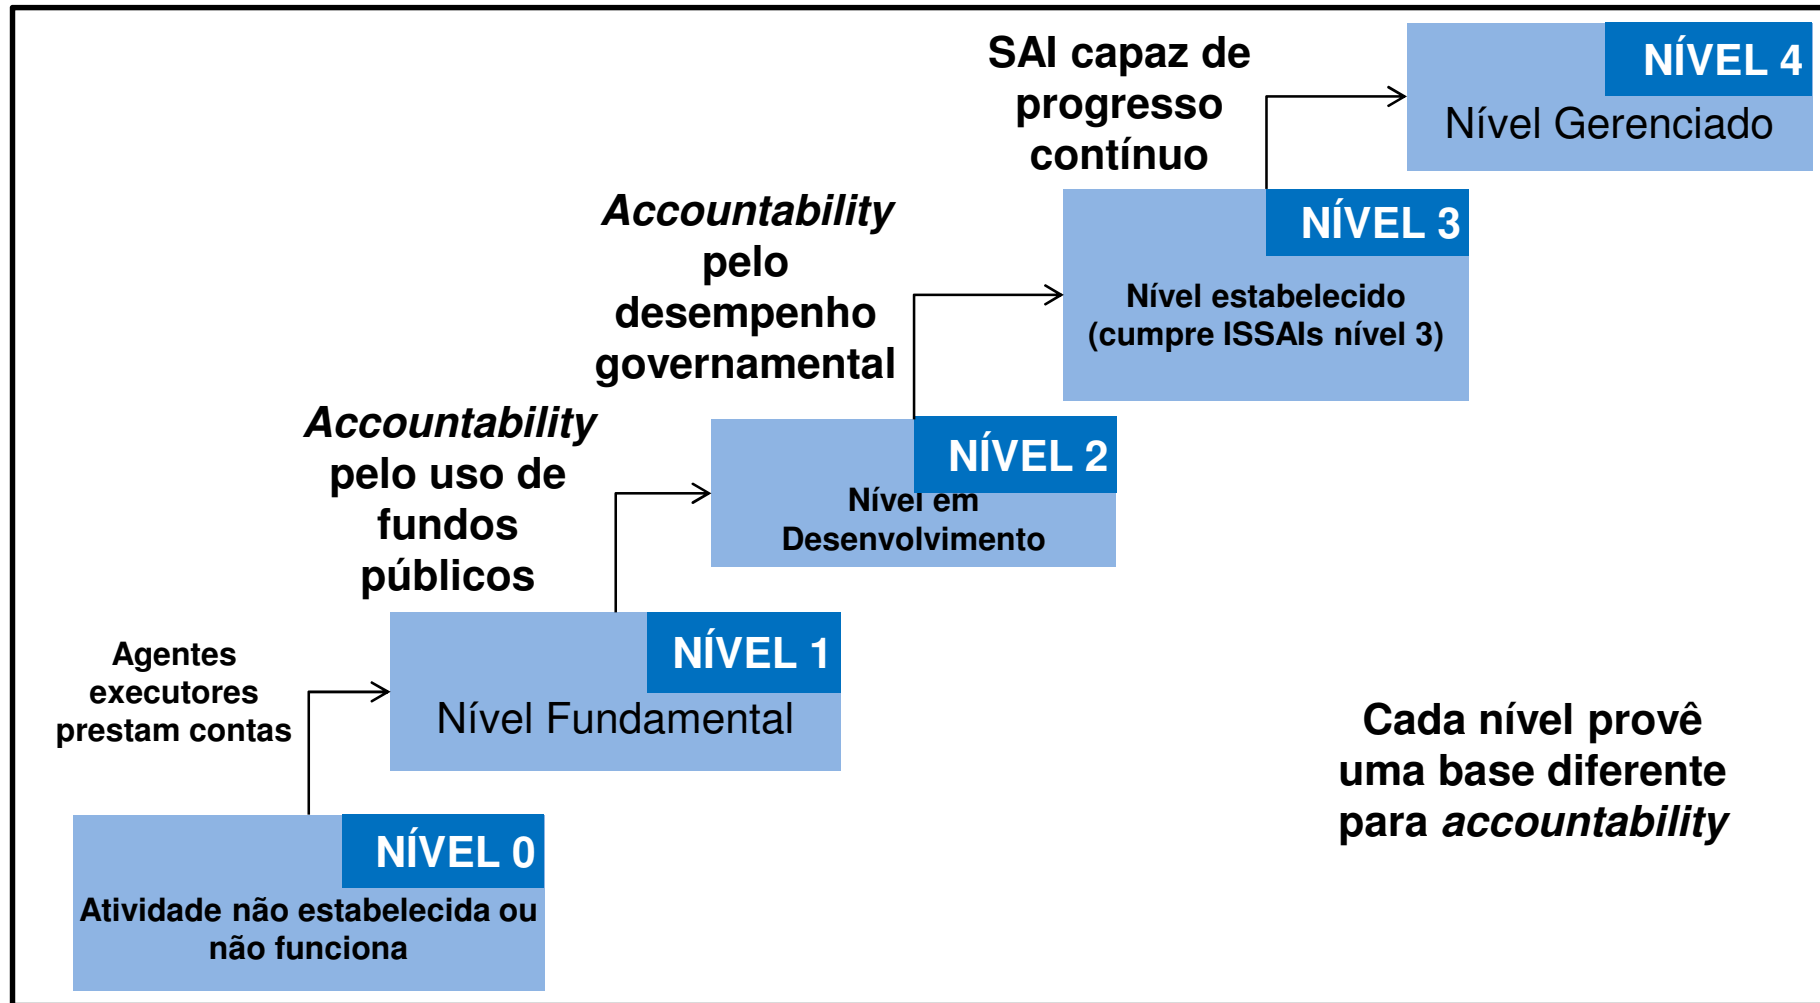 SAI capaz de
progresso
contínuo
NÍVEL 4
Nível Gerenciado
Accountability
pelo
desempenho
governamental
NÍVEL 3
Nível estabelecido
(cumpre ISSAIs nível 3)
Accountability
pelo uso de
fundos
públicos
NÍVEL 2
Nível em
Desenvolvimento
Agentes
executores
prestam contas
NÍVEL 1
Nível Fundamental
Cada nível provê
uma base diferente
para accountability
NÍVEL 0
Atividade não estabelecida ou
não funciona